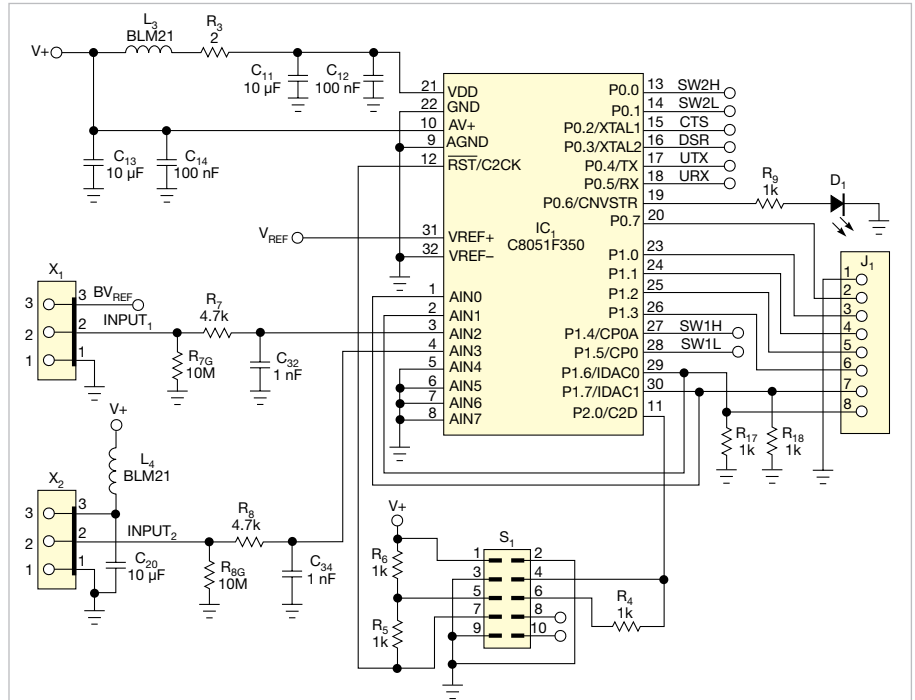 V+
L3
BLM21
R3
2
C11
10 µF
C12
100 nF
C13
10 µF
C14
100 nF
21 VDD
22 GND
10 AV+
9 AGND
12 RST/C2CK
VREF
31 VREF+
32 VREF–
1 AIN0
2 AIN1
3 AIN2
4 AIN3
5 AIN4
6 AIN5
7 AIN6
8 AIN7
IC1
C8051F350
P0.0 13 SW2H
P0.1 14 SW2L
P0.2/XTAL1 15 CTS
P0.3/XTAL2 16 DSR
P0.4/TX 17 UTX
P0.5/RX 18 URX
P0.6/CNVSTR 19
P0.7 20
P1.0 23
P1.1 24
P1.2 25
P1.3 26
P1.4/CP0A 27 SW1H
P1.5/CP0 28 SW1L
P1.6/IDAC0 29
P1.7/IDAC1 30
P2.0/C2D 11
R9
1k
D1
J1
1
2
3
4
5
6
7
8
R17
1k
R18
1k
X1
3 3 BVREF
2 2 INPUT1
1 1
R7
4.7k
R7G
10M
C32
1 nF
V+
L4
BLM21
X2
3 3
2 2 INPUT2
1 1
C20
10 µF
R8
4.7k
R8G
10M
C34
1 nF
V+
R6
1k
R5
1k
S1
1 2
3 4
5 6
7 8
9 10
R4
1k